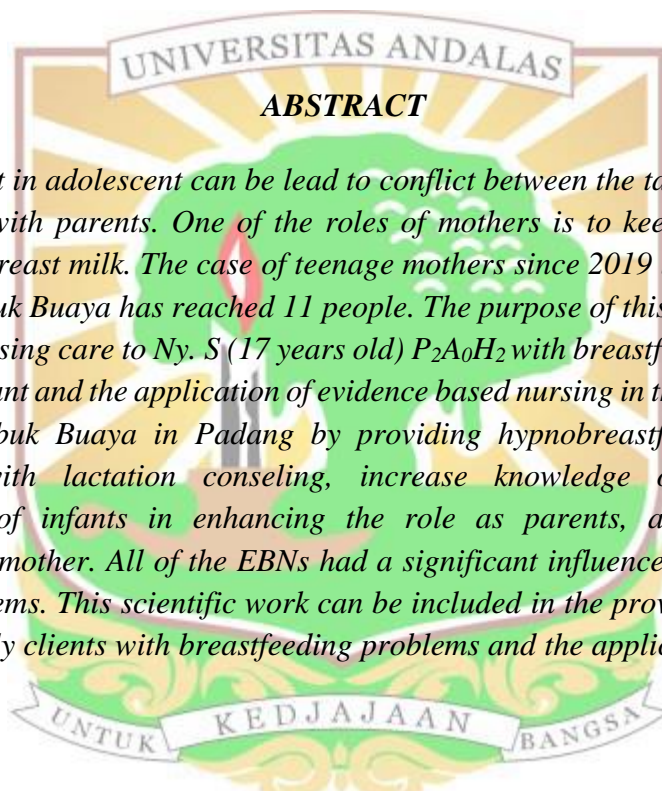 UNIVERSITAS ANDALAS
ABSTRACT
t in adolescent can be lead to conflict between the ta
with parents. One of the roles of mothers is to kee
reast milk. The case of teenage mothers since 2019
uk Buaya has reached 11 people. The purpose of this
sing care to Ny. S (17 years old) P₂A₀H₂ with breastf
ant and the application of evidence based nursing in th
buk Buaya in Padang by providing hypnobreastf
with lactation conseling, increase knowledge o
of infants in enhancing the role as parents, a
mother. All of the EBNs had a significant influence
ems. This scientific work can be included in the prov
ly clients with breastfeeding problems and the applic
UNTUK KEDJAJAAN BANGSA